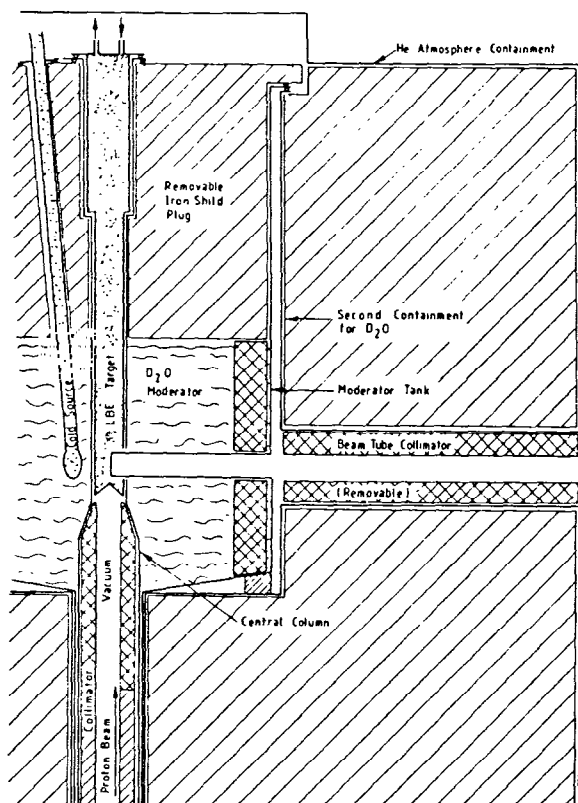 He Atmosphere Containment
Removable
Iron Shild
Plug
Second Containment
for D₂O
D₂O
Moderator
LBE Target
Cold Source
Moderator Tank
Beam Tube Collimator
(Removable)
Vacuum
Central Column
Collimator
Proton Beam